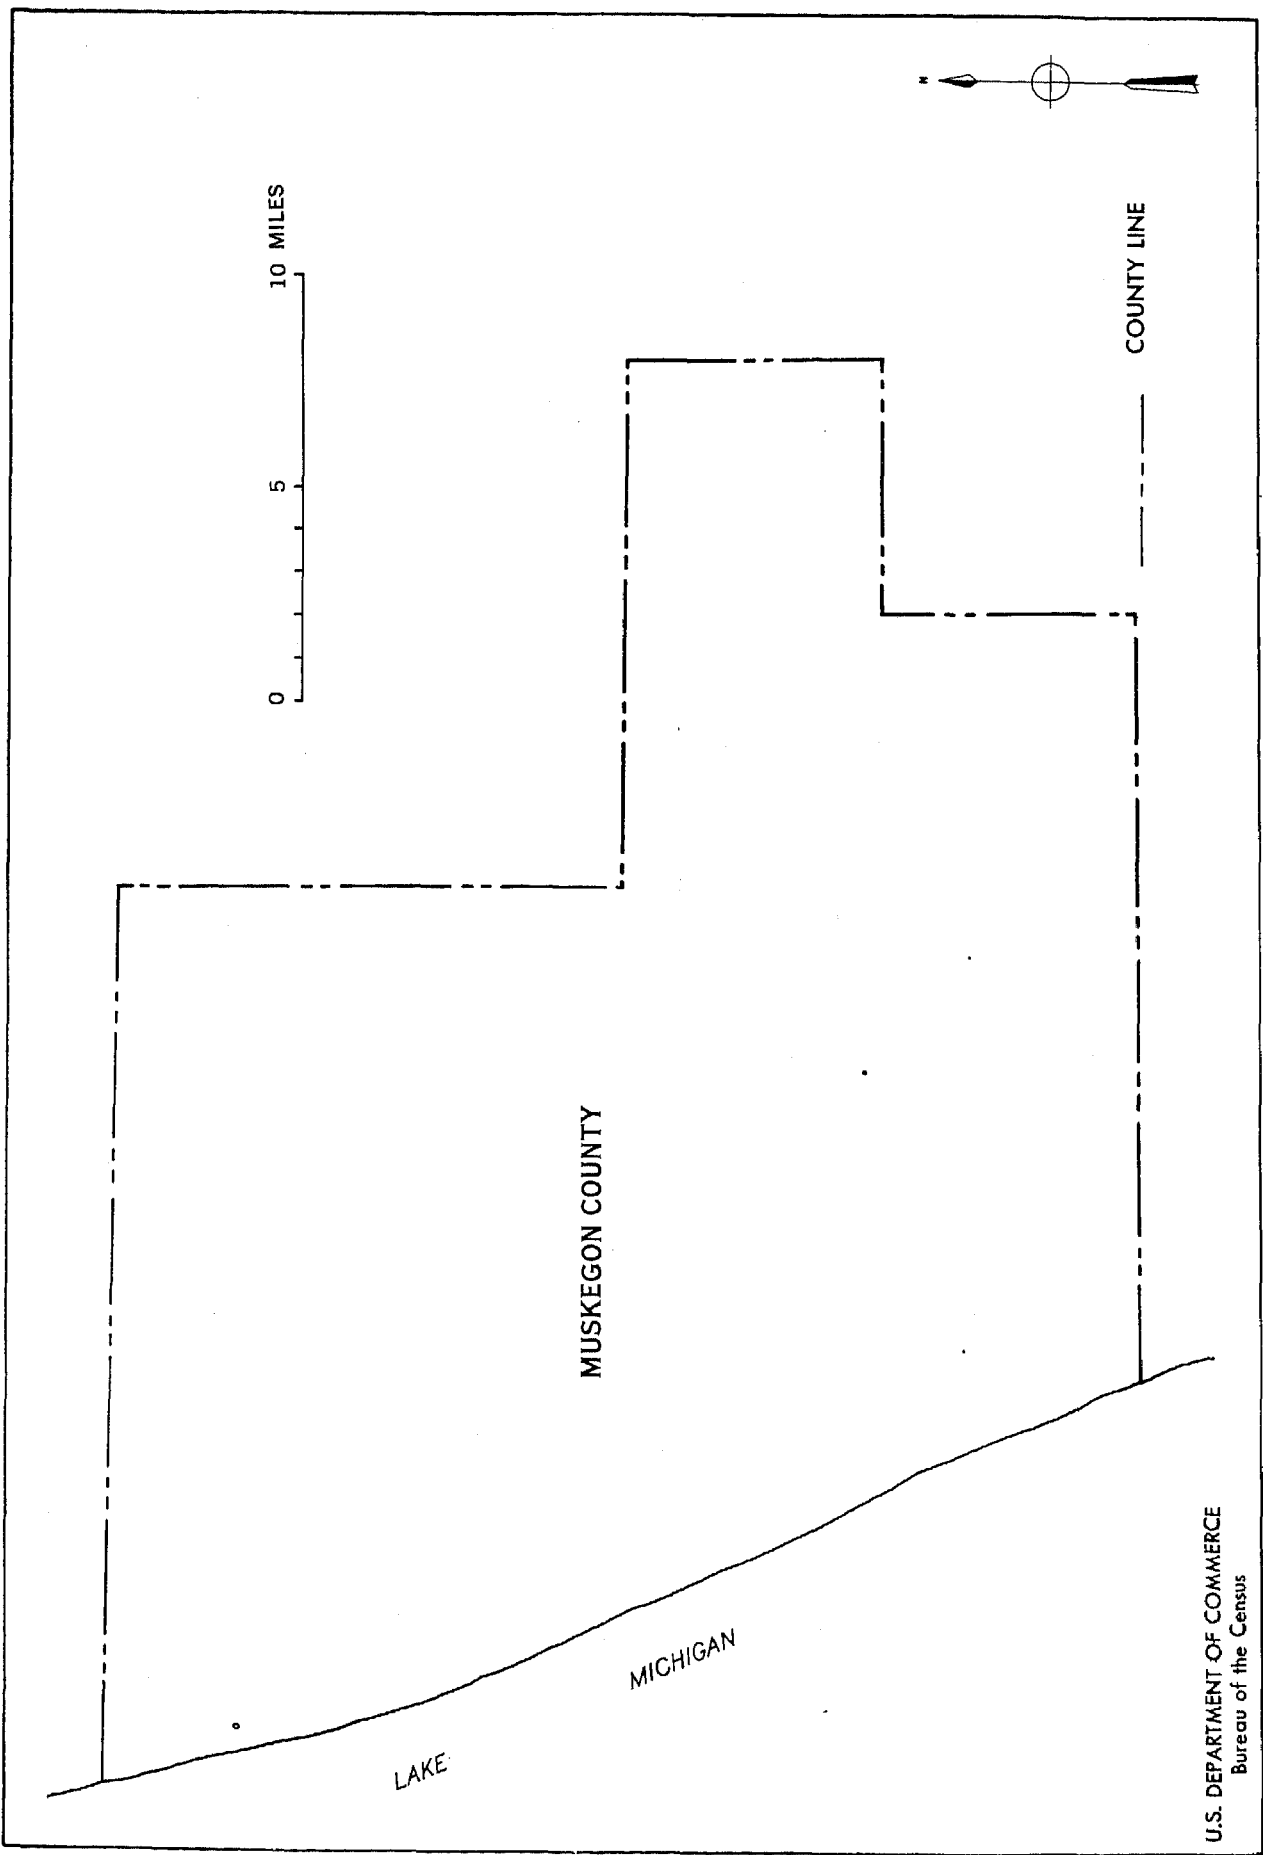 N
0 5 10 MILES
MUSKEGON COUNTY
LAKE MICHIGAN
COUNTY LINE
U.S. DEPARTMENT OF COMMERCE
Bureau of the Census